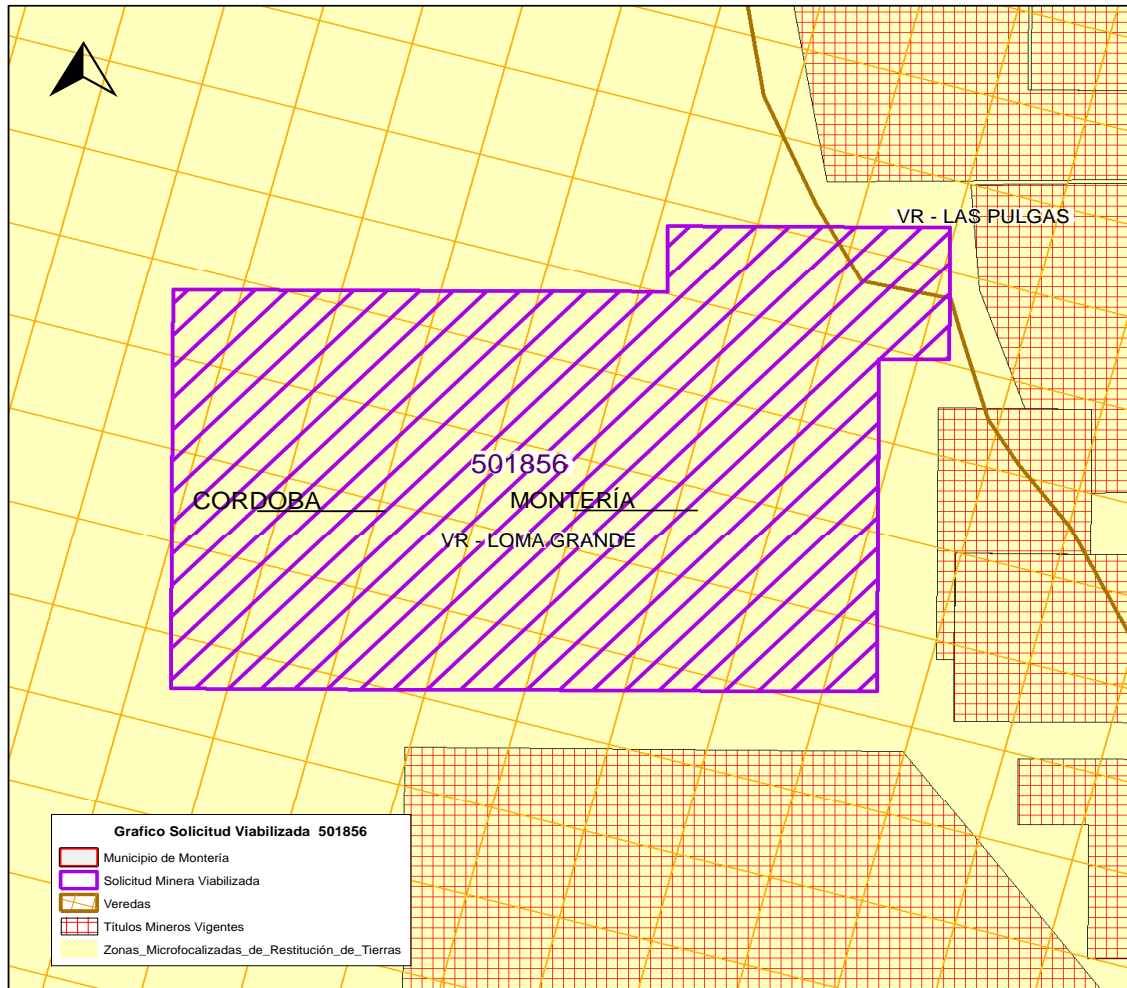 VR - LAS PULGAS
501856
CORDOBA
MONTERÍA
VR - LOMA GRANDE
Grafico Solicitud Viabilizada 501856
Municipio de Montería
Solicitud Minera Viabilizada
Veredas
Títulos Mineros Vigentes
Zonas_Microfocalizadas_de_Restitución_de_Tierras